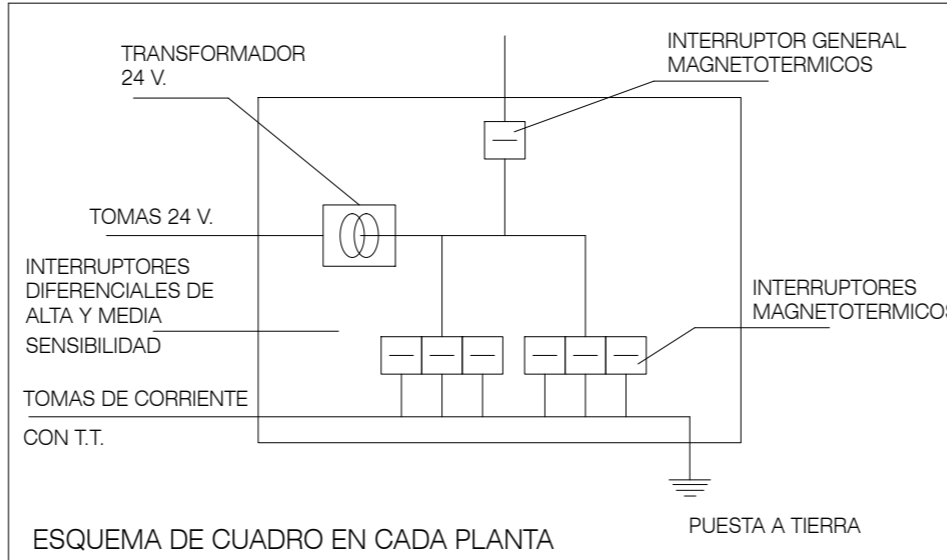 TRANSFORMADOR
24 V.
INTERRUPTOR GENERAL
MAGNETOTERMICOS
TOMAS 24 V.
INTERRUPTORES
DIFERENCIALES DE
ALTA Y MEDIA
SENSIBILIDAD
INTERRUPTORES
MAGNETOTERMICOS
TOMAS DE CORRIENTE
CON T.T.
PUESTA A TIERRA
ESQUEMA DE CUADRO EN CADA PLANTA